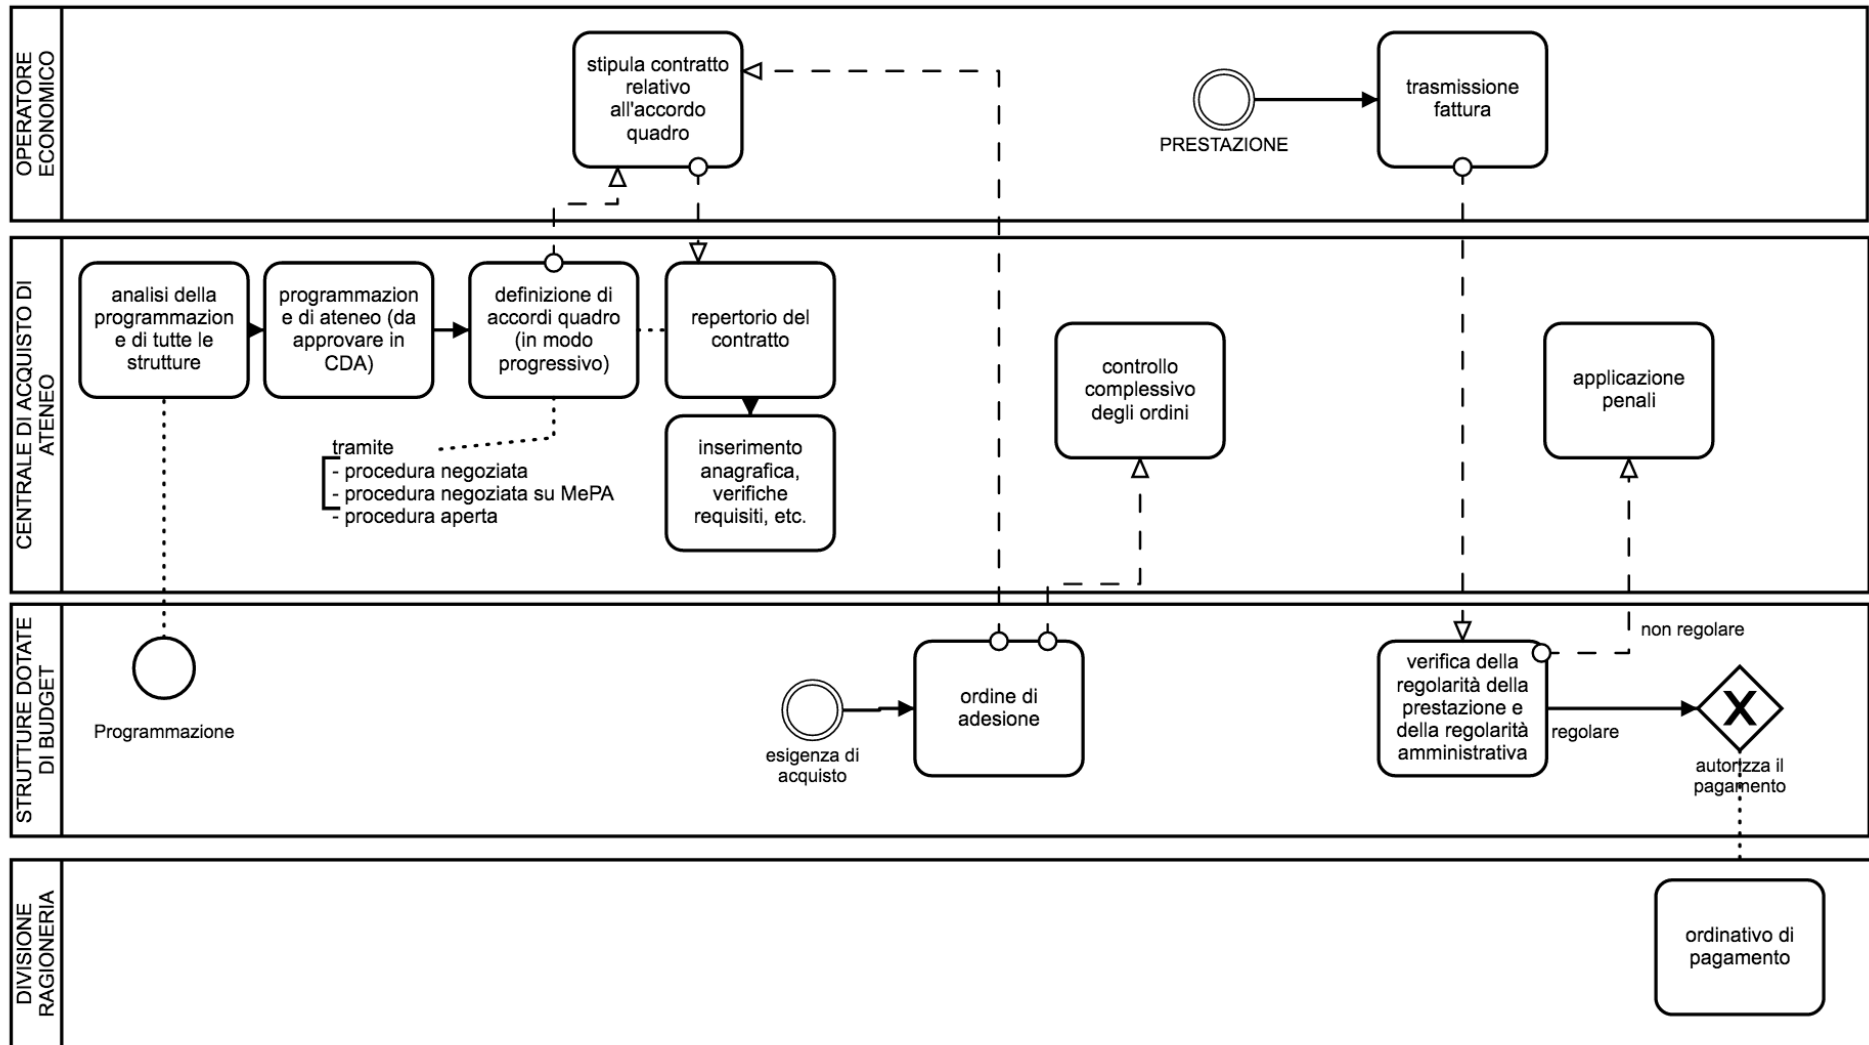 OPERATORE
ECONOMICO
stipula contratto
relativo
all'accordo
quadro
PRESTAZIONE
trasmissione
fattura
CENTRALE DI ACQUISTO DI
ATENEO
analisi della
programmazion
e di tutte le
strutture
programmazion
e di ateneo (da
approvare in
CDA)
definizione di
accordi quadro
(in modo
progressivo)
repertorio del
contratto
tramite
- procedura negoziata
- procedura negoziata su MePA
- procedura aperta
inserimento
anagrafica,
verifiche
requisiti, etc.
controllo
complessivo
degli ordini
applicazione
penali
STRUTTURE DOTATE
DI BUDGET
Programmazione
esigenza di
acquisto
ordine di
adesione
verifica della
regolarità della
prestazione e
della regolarità
amministrativa
non regolare
regolare
X
autorizza il
pagamento
DIVISIONE
RAGIONERIA
ordinativo di
pagamento